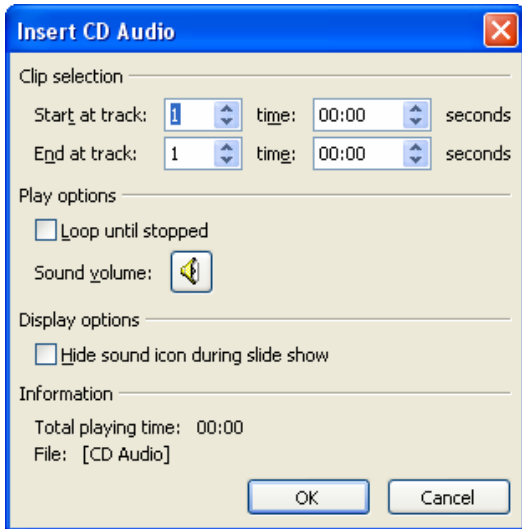 Insert CD Audio
Clip selection
Start at track: 1 time: 00:00 seconds
End at track: 1 time: 00:00 seconds
Play options
Loop until stopped
Sound volume:
Display options
Hide sound icon during slide show
Information
Total playing time: 00:00
File: [CD Audio]
OK Cancel